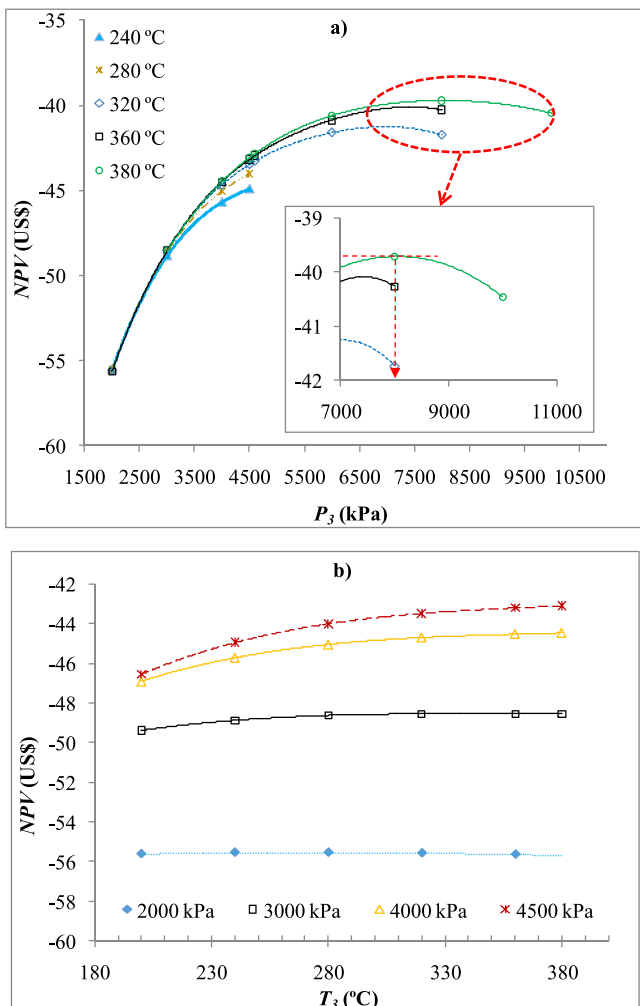 a)
-35
-40
-45
-50
-55
-60
NPV (US$)
240 ºC
280 ºC
320 ºC
360 ºC
380 ºC
-39
-40
-41
-42
7000 9000 11000
1500 2500 3500 4500 5500 6500 7500 8500 9500 10500
P3 (kPa)
b)
-42
-44
-46
-48
-50
-52
-54
-56
-58
-60
NPV (US$)
2000 kPa 3000 kPa 4000 kPa 4500 kPa
180 230 280 330 380
T3 (ºC)